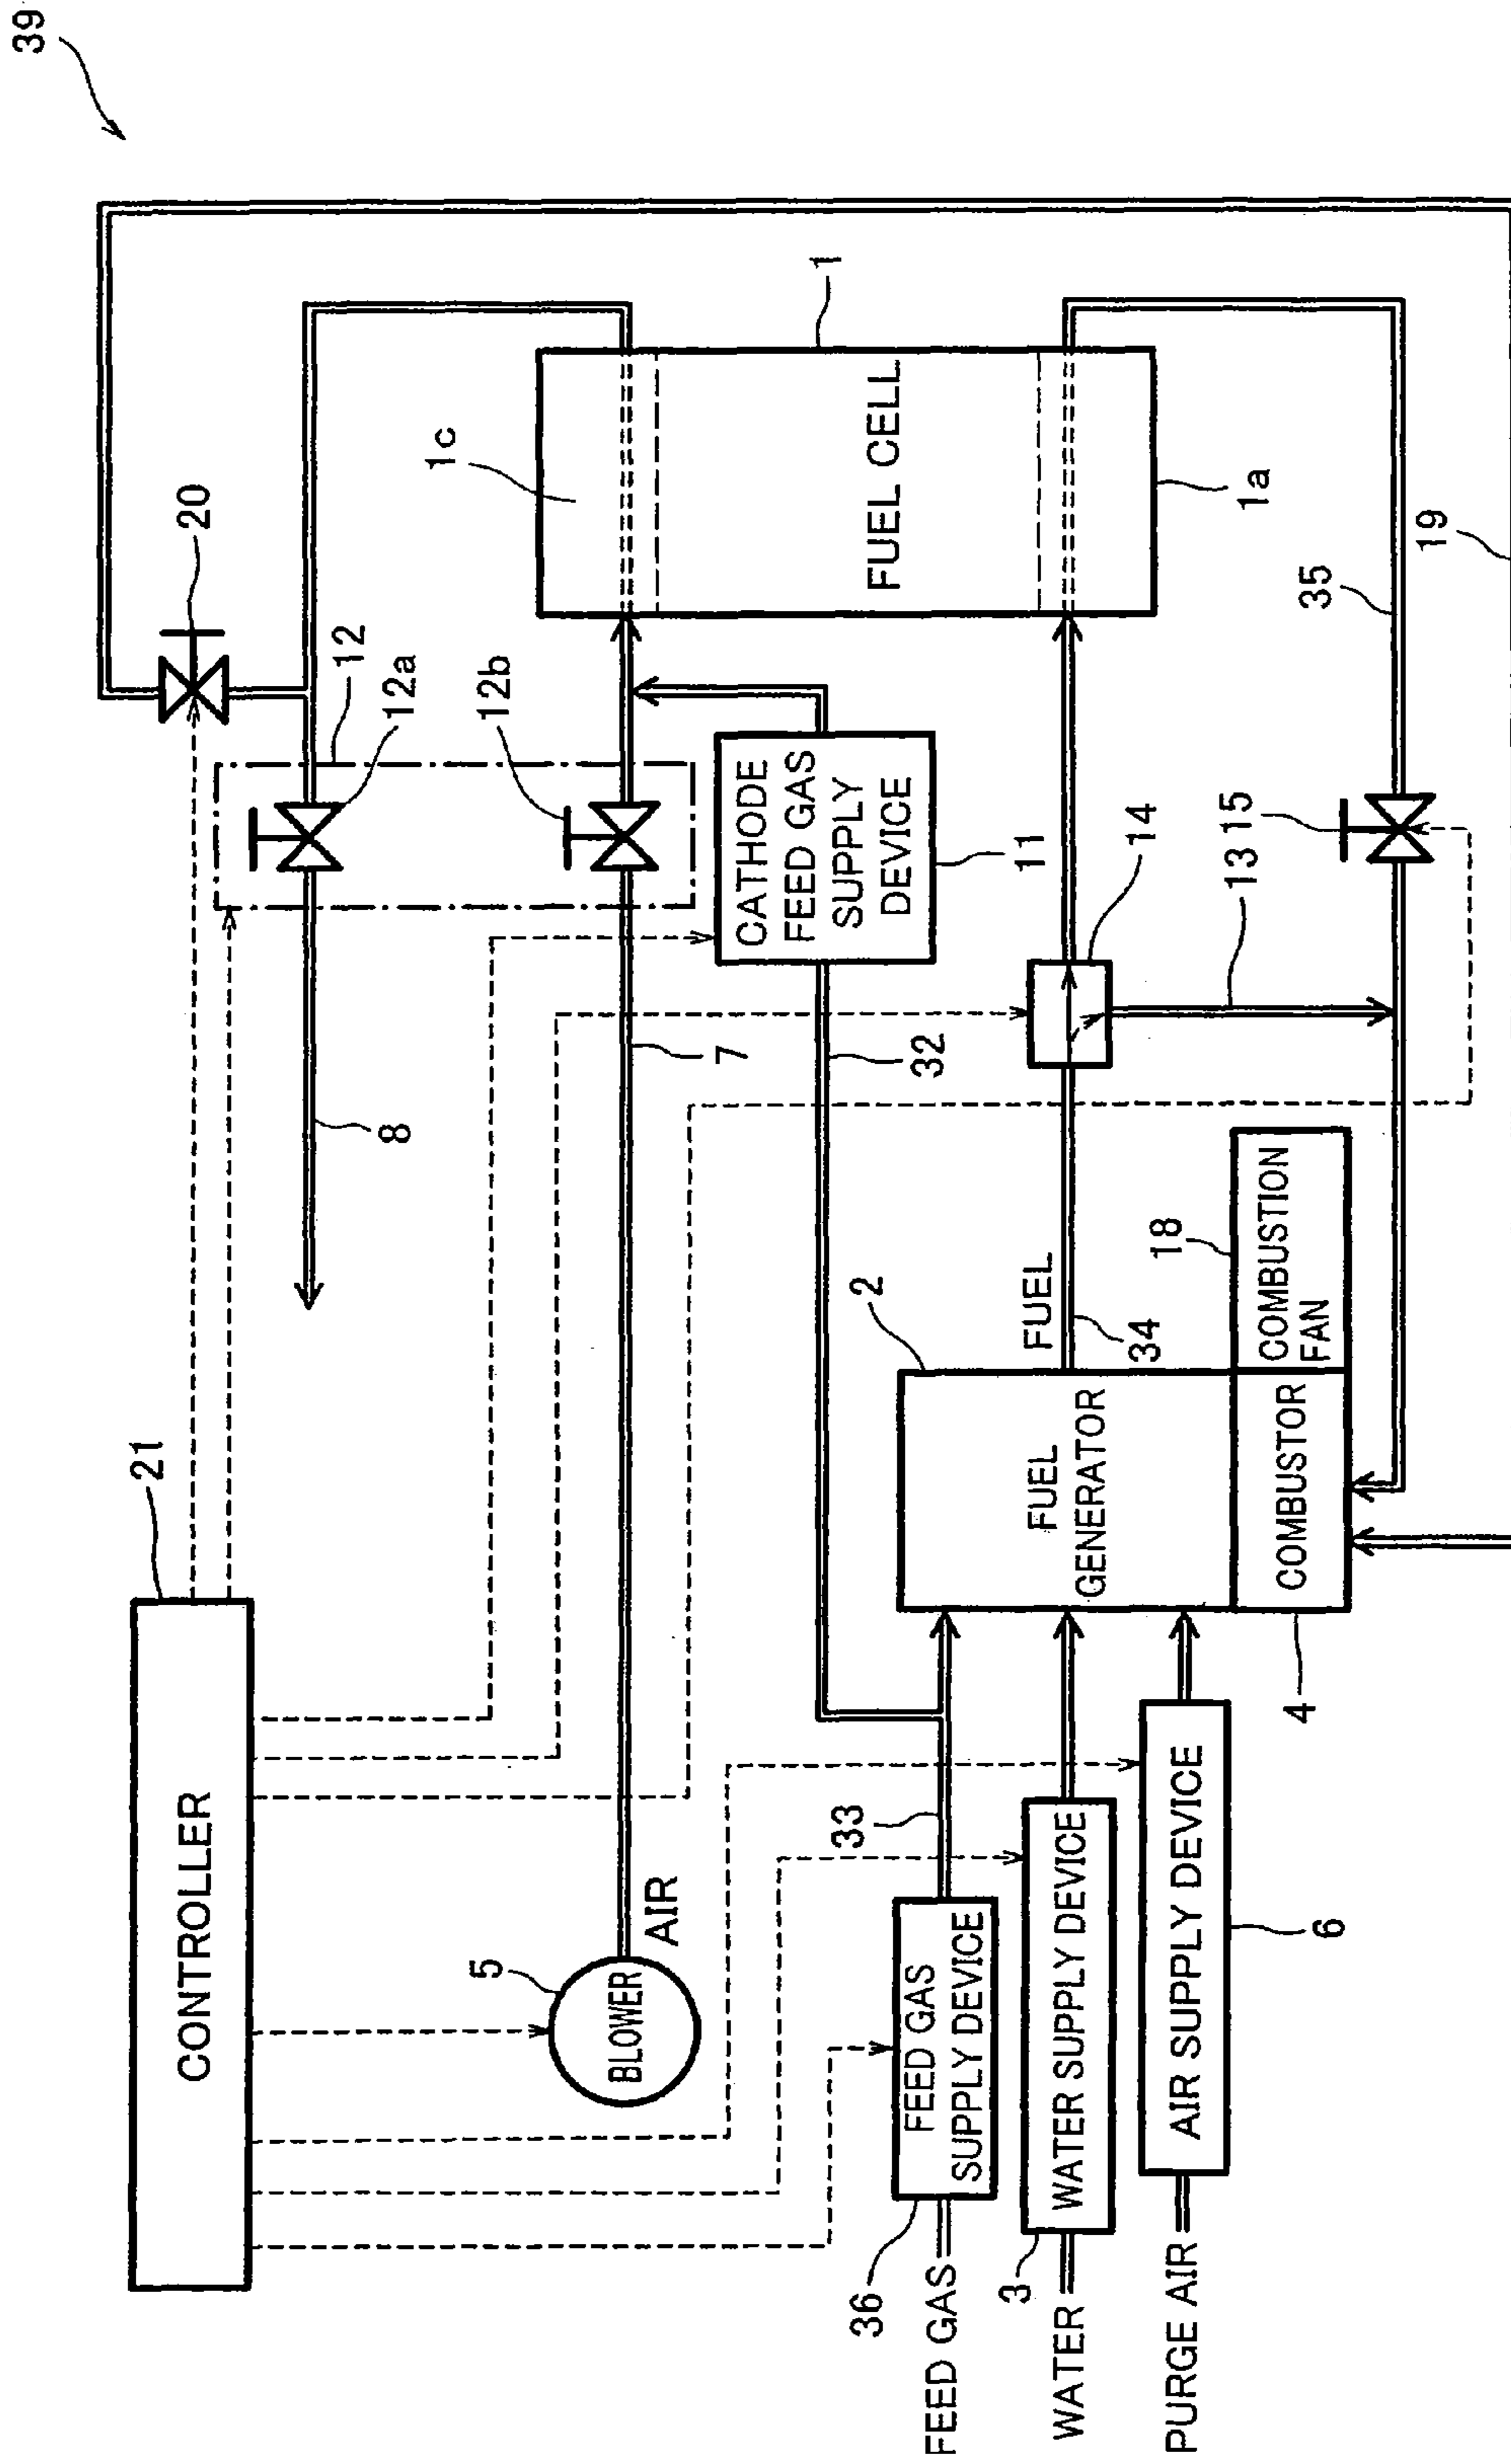 39
21
CONTROLLER
20
12
12a
12b
8
1c
1
FUEL CELL
1a
CATHODE
FEED GAS
SUPPLY
DEVICE
11
7
32
5
BLOWER
AIR
14
13
15
35
19
2
FUEL
34
FUEL
GENERATOR
18
COMBUSTION
FAN
COMBUSTOR
4
33
FEED GAS
SUPPLY DEVICE
36
FEED GAS
WATER SUPPLY DEVICE
3
WATER
AIR SUPPLY DEVICE
6
PURGE AIR